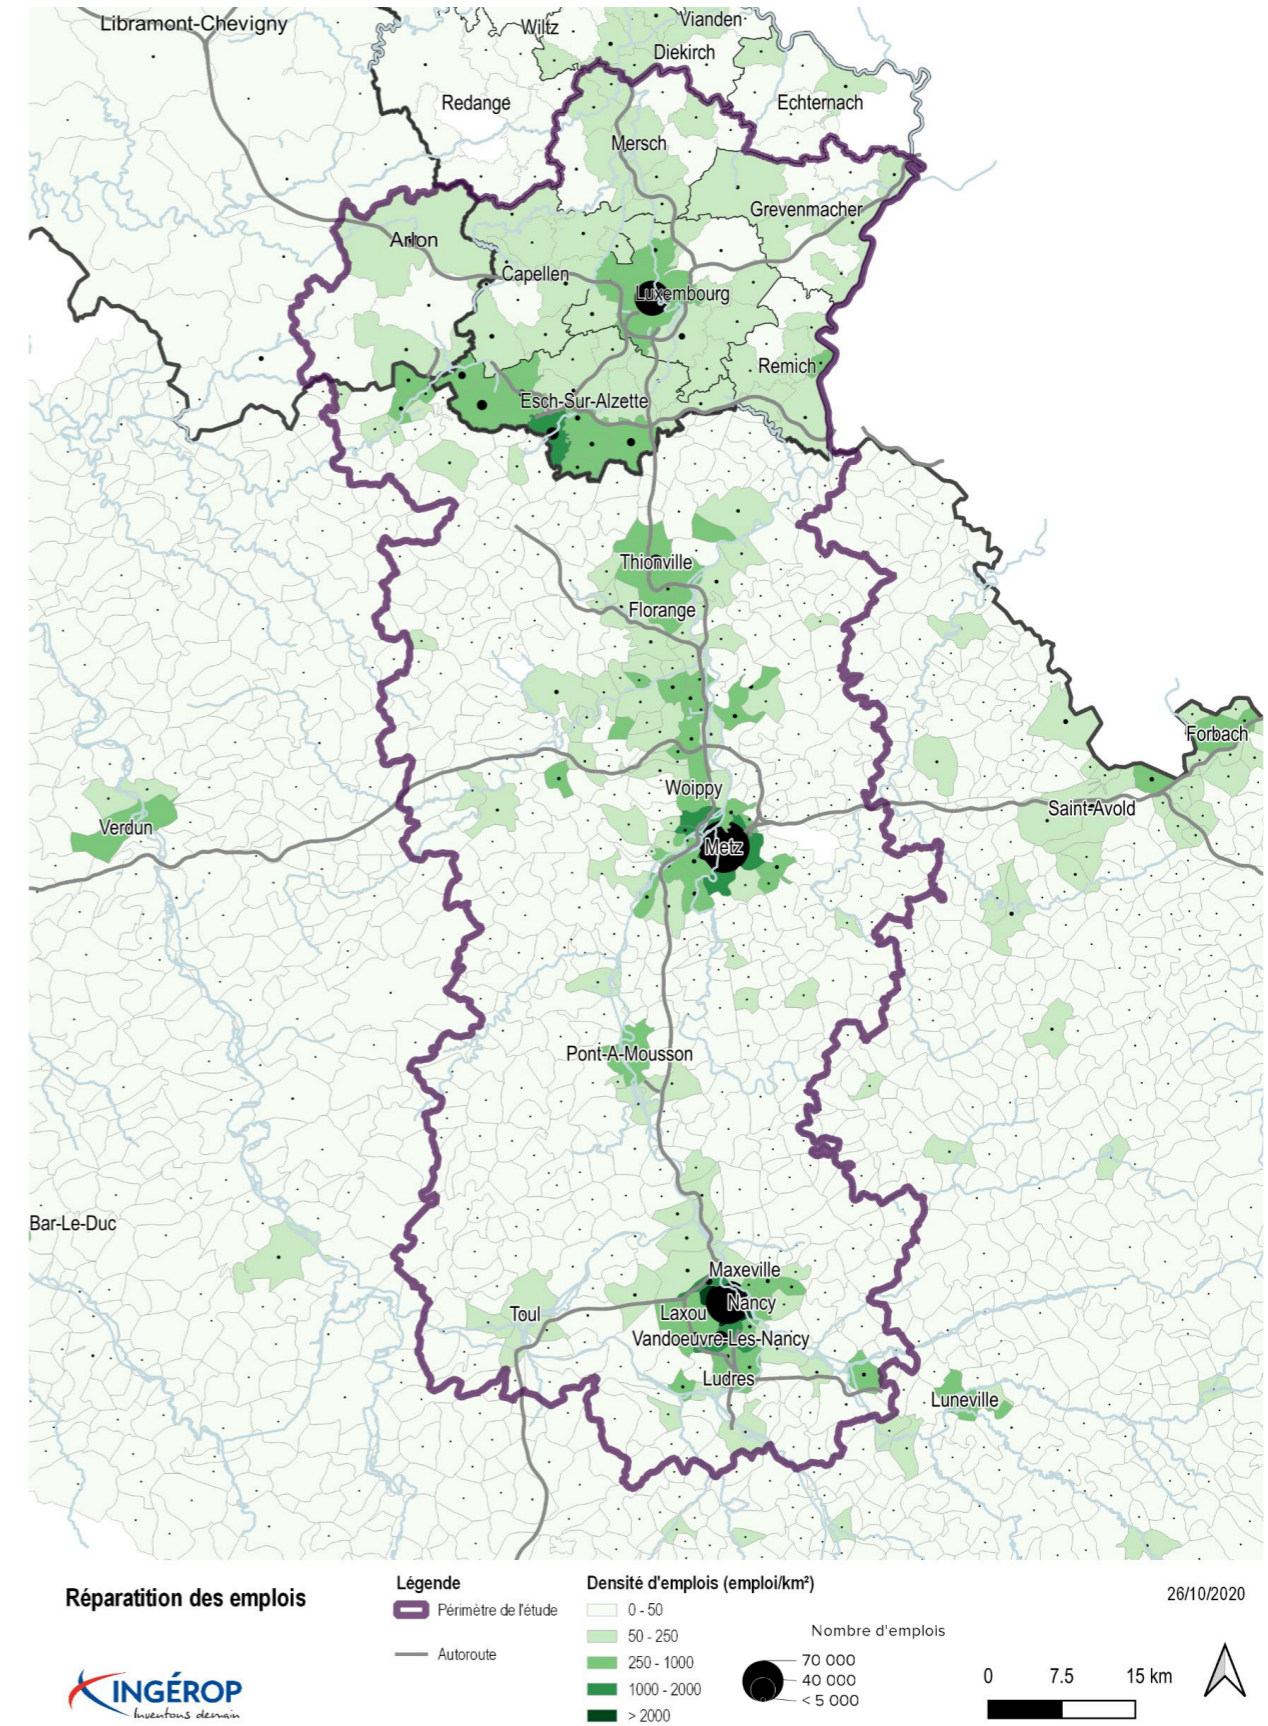 Libramont-Chevigny
Wiltz
Vianden
Diekirch
Redange
Echternach
Mersch
Grevenmacher
Arlon
Capellen
Luxembourg
Remich
Esch-Sur-Alzette
Thionville
Florange
Forbach
Woippy
Saint-Avold
Verdun
Metz
Pont-A-Mousson
Bar-Le-Duc
Maxeville
Toul
Laxou
Nancy
Vandoeuvre-Les-Nancy
Ludres
Luneville
Réparatition des emplois
INGÉROP
Inventons demain
Légende
Périmètre de l'étude
Autoroute
Densité d'emplois (emploi/km²)
0 - 50
50 - 250
250 - 1000
1000 - 2000
> 2000
Nombre d'emplois
70 000
40 000
< 5 000
26/10/2020
0 7.5 15 km